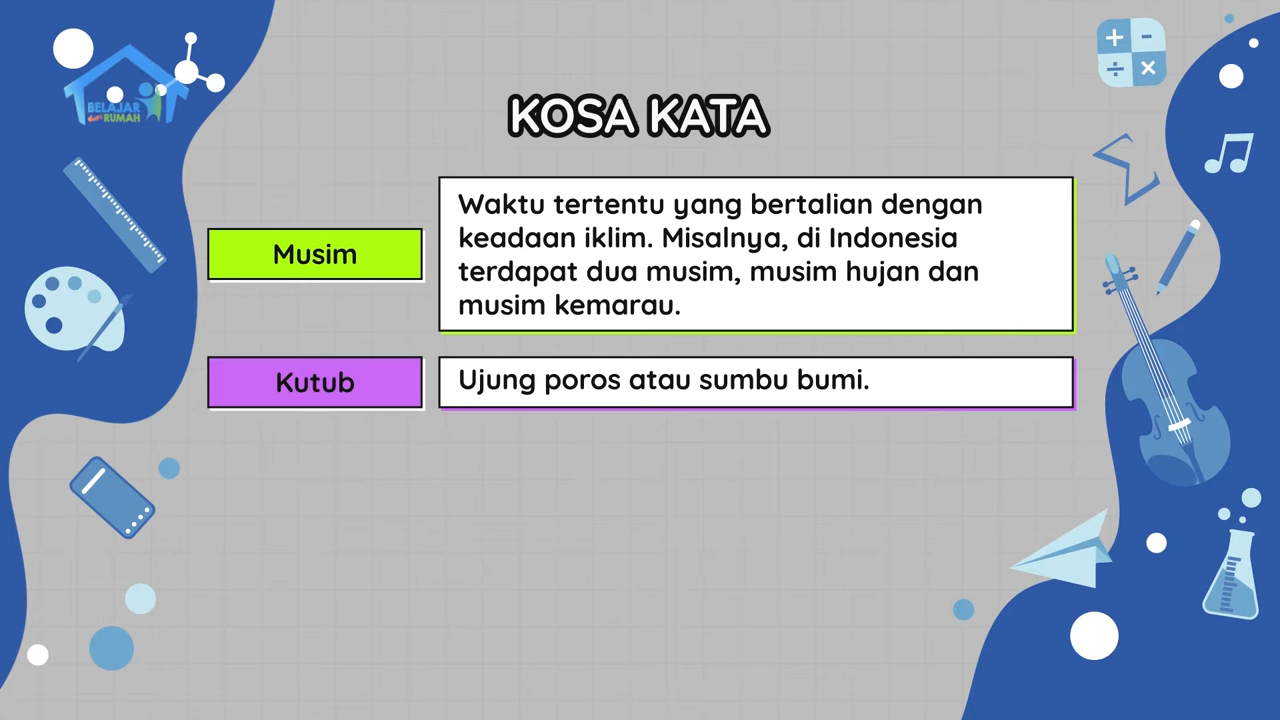 BELAJAR
dari RUMAH
KOSA KATA
Musim
Waktu tertentu yang bertalian dengan
keadaan iklim. Misalnya, di Indonesia
terdapat dua musim, musim hujan dan
musim kemarau.
Kutub
Ujung poros atau sumbu bumi.